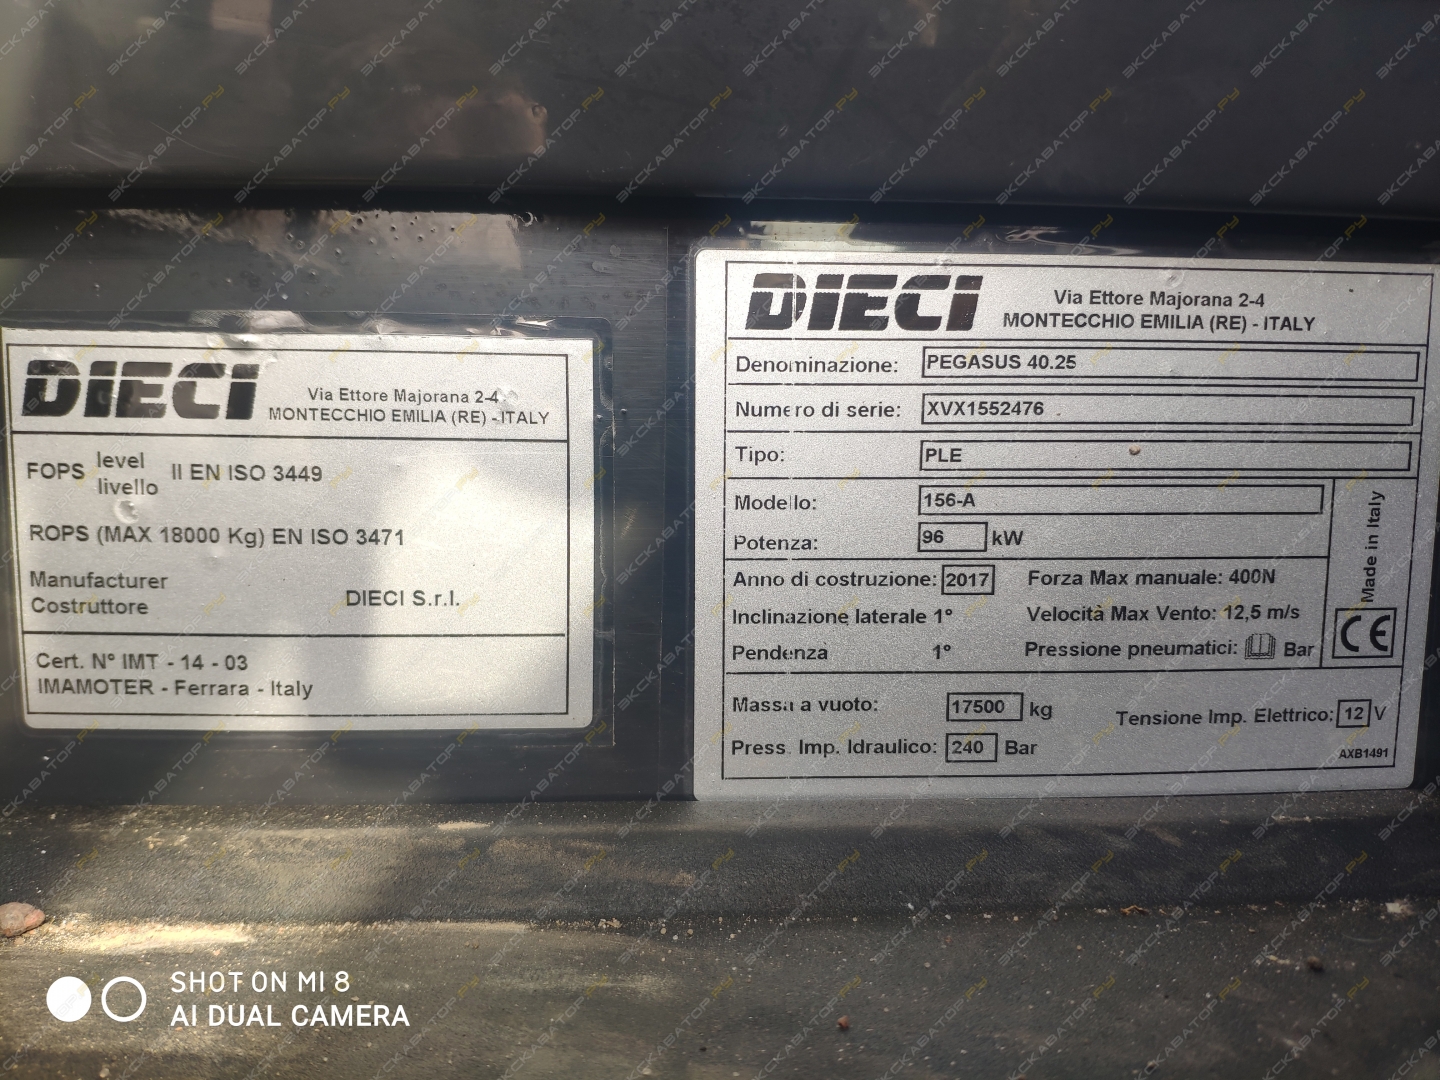 DIECI
Via Ettore Majorana 2-4
MONTECCHIO EMILIA (RE) - ITALY
FOPS level livello II EN ISO 3449
ROPS (MAX 18000 Kg) EN ISO 3471
Manufacturer
Costruttore DIECI S.r.l.
Cert. N° IMT - 14 - 03
IMAMOTER - Ferrara - Italy
DIECI
Via Ettore Majorana 2-4
MONTECCHIO EMILIA (RE) - ITALY
Denominazione: PEGASUS 40.25
Numero di serie: XVX1552476
Tipo: PLE
Modello: 156-A
Potenza: 96 kW
Made in Italy
CE
Anno di costruzione: 2017 Forza Max manuale: 400N
Inclinazione laterale 1° Velocità Max Vento: 12,5 m/s
Pendenza 1° Pressione pneumatici: Bar
Massa a vuoto: 17500 kg Tensione Imp. Elettrico: 12 V
Press. Imp. Idraulico: 240 Bar
AXB1491
SHOT ON MI 8
AI DUAL CAMERA
ЭКСКАВАТОР.РУ